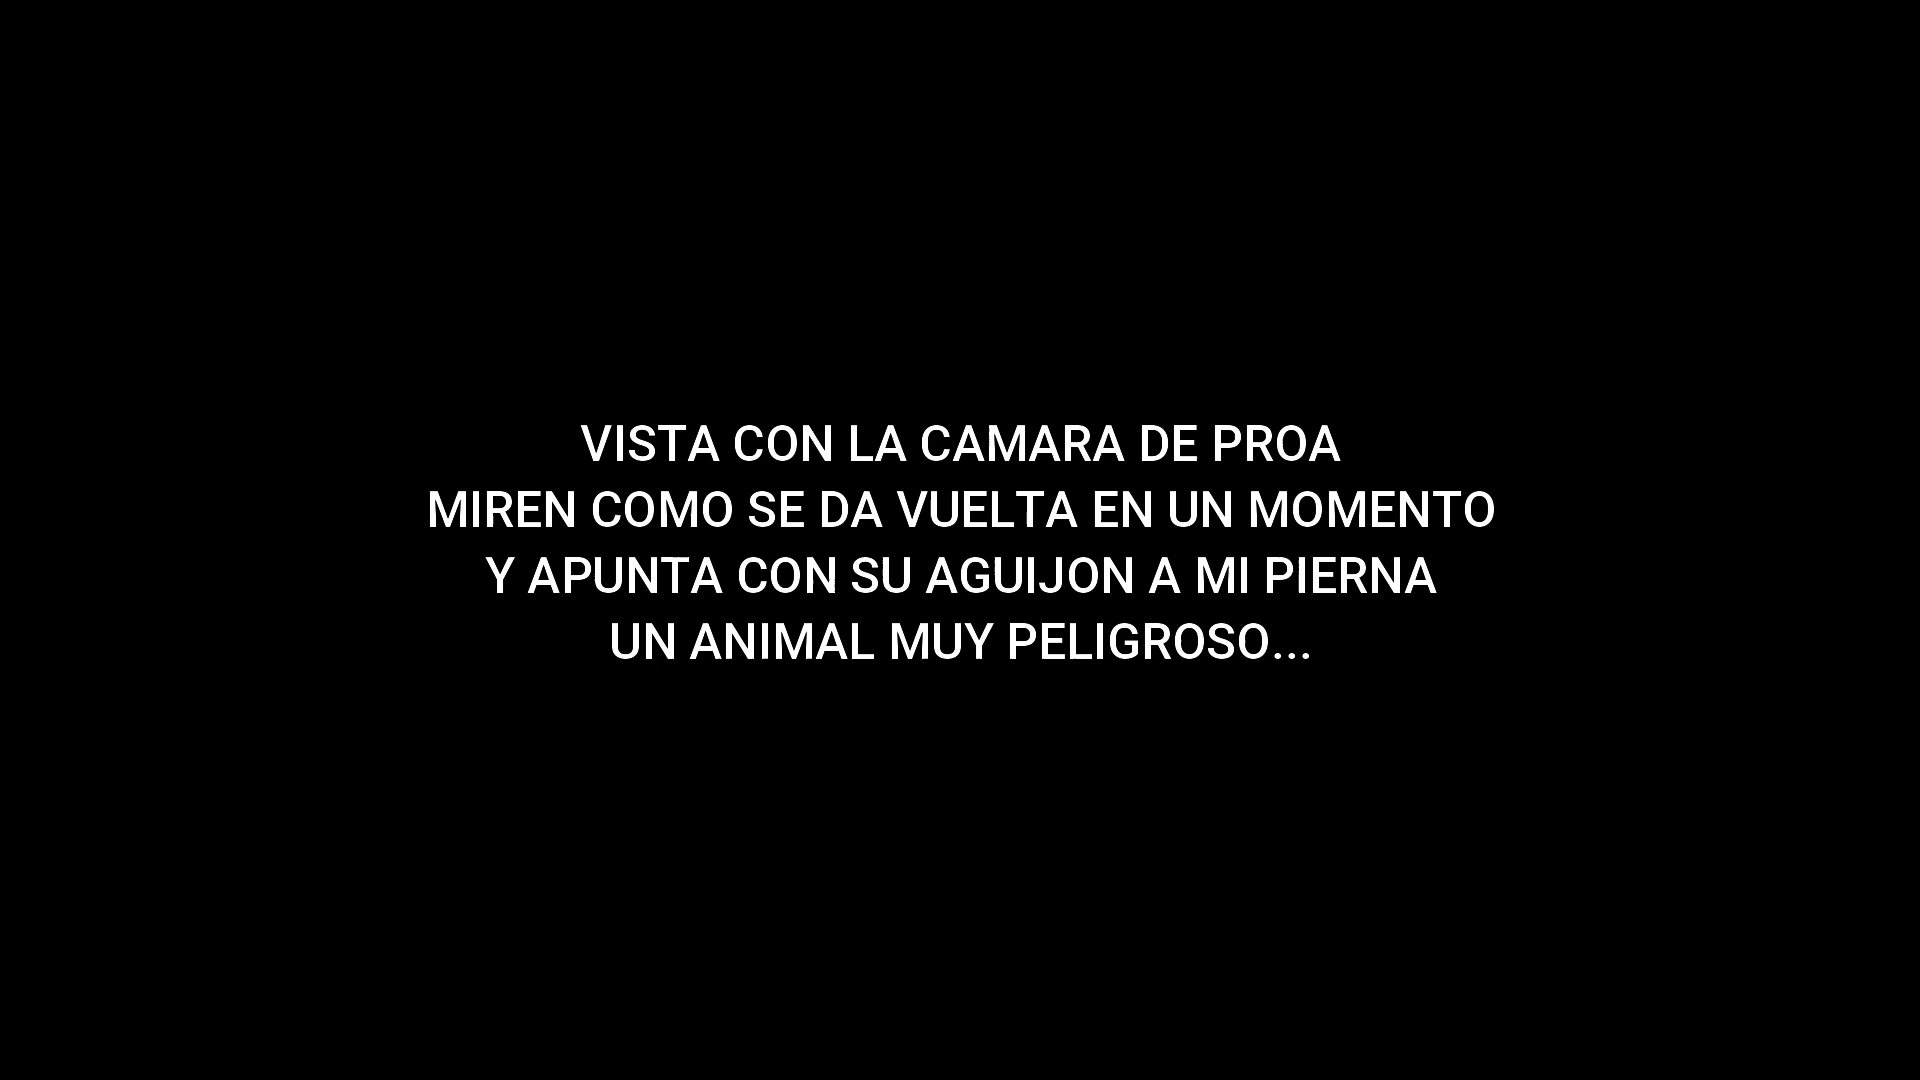 VISTA CON LA CAMARA DE PROA
MIREN COMO SE DA VUELTA EN UN MOMENTO
Y APUNTA CON SU AGUIJON A MI PIERNA
UN ANIMAL MUY PELIGROSO...